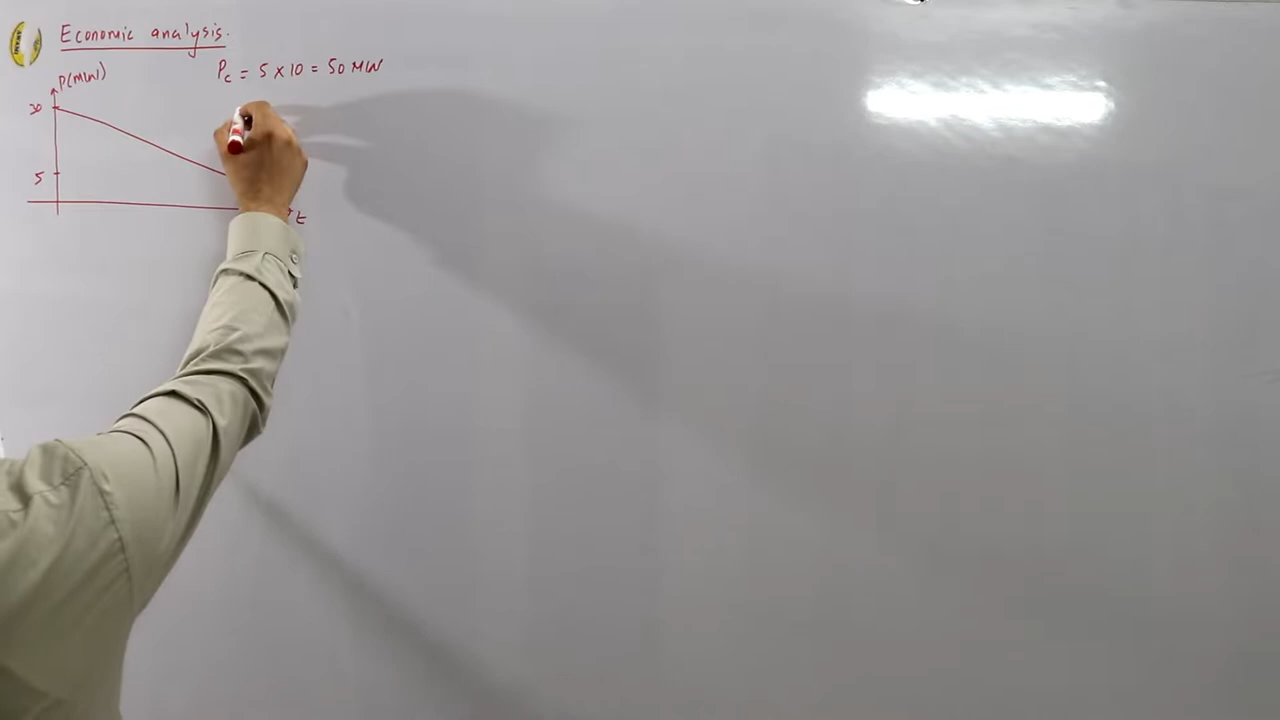 Economic analysis.
Pc = 5 × 10 = 50 MW
P(MW)
30
5
t